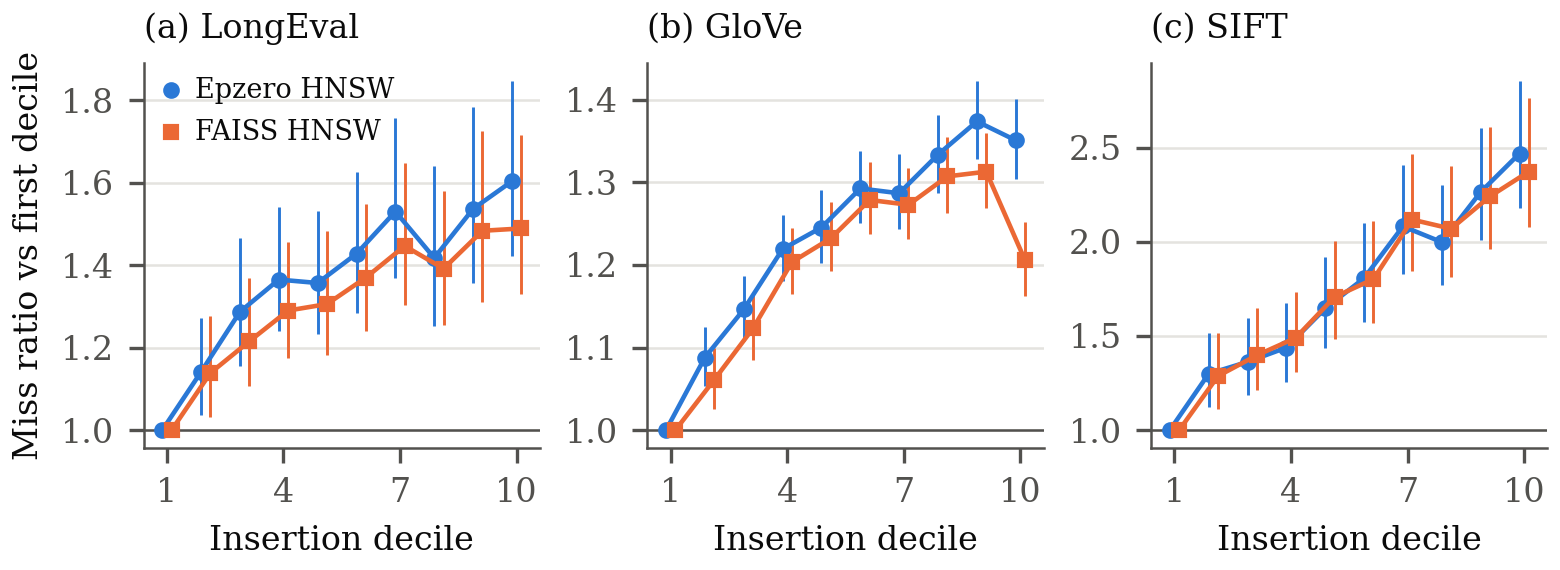 (a) LongEval
(b) GloVe
(c) SIFT
Miss ratio vs first decile
Epzero HNSW
FAISS HNSW
1.8
1.6
1.4
1.2
1.0
1 4 7 10
Insertion decile
1.4
1.3
1.2
1.1
1.0
1 4 7 10
Insertion decile
2.5
2.0
1.5
1.0
1 4 7 10
Insertion decile